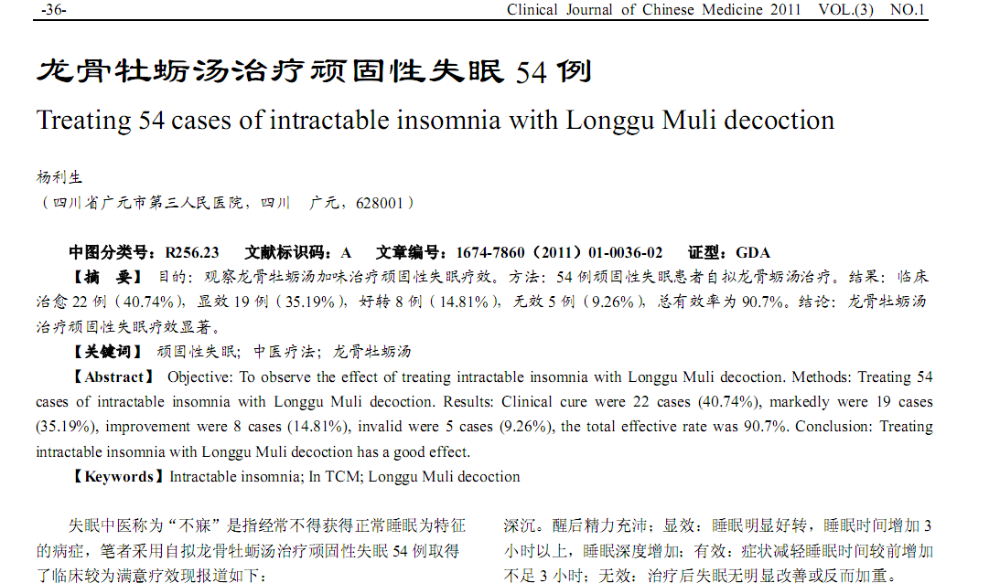 -36-
Clinical Journal of Chinese Medicine 2011 VOL.(3) NO.1
龙骨牡蛎汤治疗顽固性失眠 54 例
Treating 54 cases of intractable insomnia with Longgu Muli decoction
杨利生
（四川省广元市第三人民医院，四川 广元，628001）
中图分类号：R256.23 文献标识码：A 文章编号：1674-7860（2011）01-0036-02 证型：GDA
【摘 要】 目的：观察龙骨牡蛎汤加味治疗顽固性失眠疗效。方法：54 例顽固性失眠患者自拟龙骨蛎汤治疗。结果：临床
治愈 22 例（40.74%），显效 19 例（35.19%），好转 8 例（14.81%），无效 5 例（9.26%），总有效率为 90.7%。结论：龙骨牡蛎汤
治疗顽固性失眠疗效显著。
【关键词】 顽固性失眠；中医疗法；龙骨牡蛎汤
【Abstract】 Objective: To observe the effect of treating intractable insomnia with Longgu Muli decoction. Methods: Treating 54
cases of intractable insomnia with Longgu Muli decoction. Results: Clinical cure were 22 cases (40.74%), markedly were 19 cases
(35.19%), improvement were 8 cases (14.81%), invalid were 5 cases (9.26%), the total effective rate was 90.7%. Conclusion: Treating
intractable insomnia with Longgu Muli decoction has a good effect.
【Keywords】Intractable insomnia; In TCM; Longgu Muli decoction
失眠中医称为“不寐”是指经常不得获得正常睡眠为特征
的病症，笔者采用自拟龙骨牡蛎汤治疗顽固性失眠 54 例取得
了临床较为满意疗效现报道如下：
深沉。醒后精力充沛；显效：睡眠明显好转，睡眠时间增加 3
小时以上，睡眠深度增加；有效：症状减轻睡眠时间较前增加
不足 3 小时；无效：治疗后失眠无明显改善或反而加重。